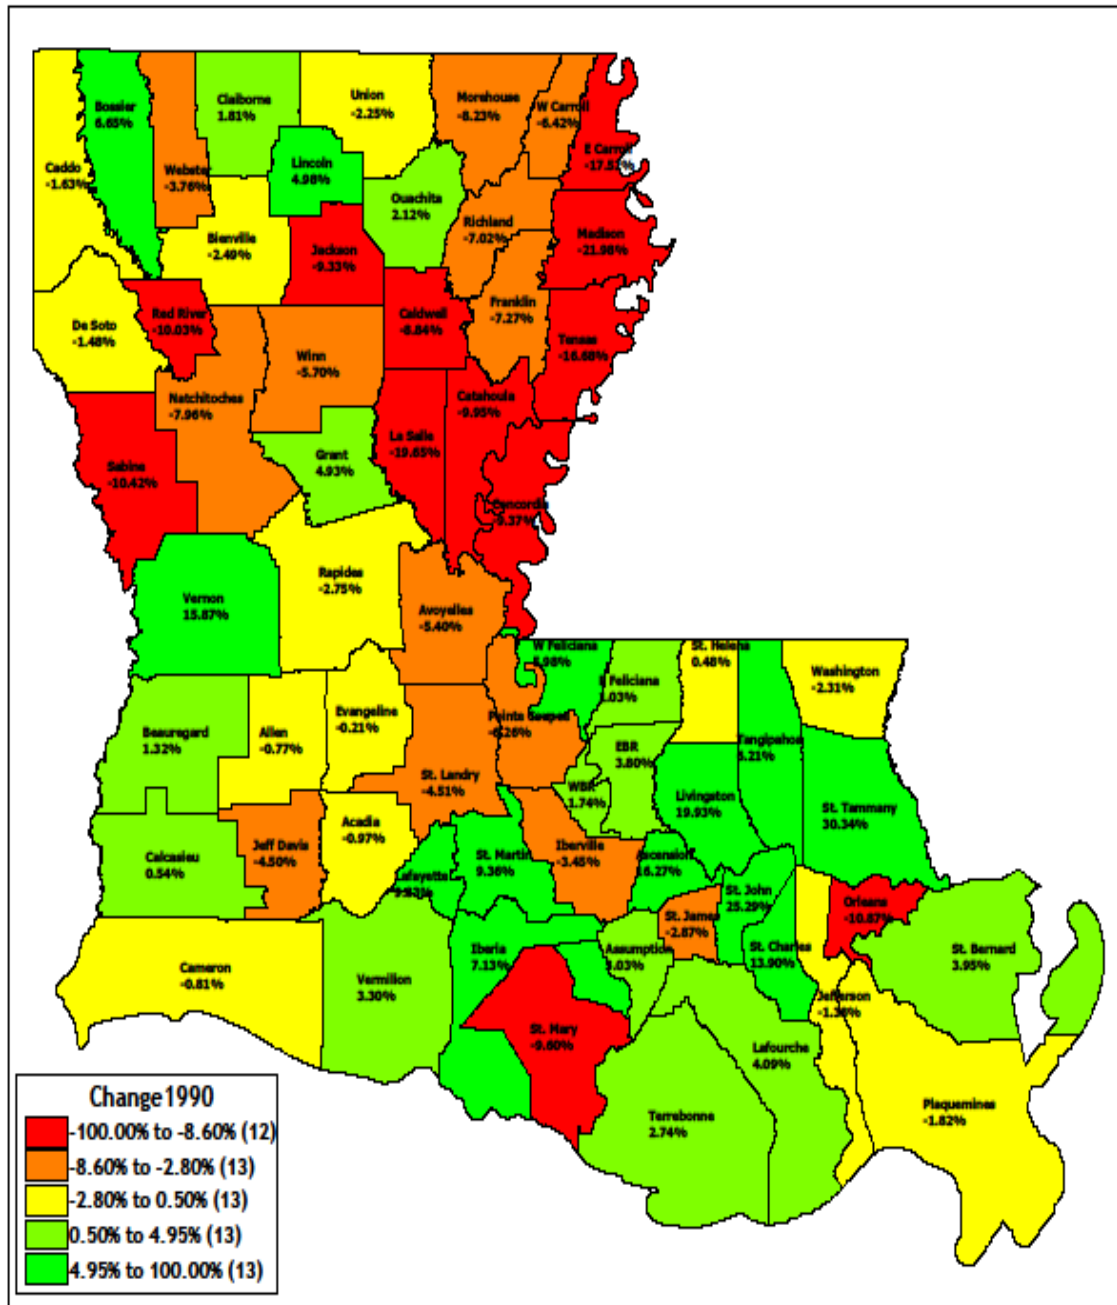 Bossier
6.65%
Claiborne
1.81%
Union
-2.25%
Morehouse
-8.23%
W Carroll
-6.42%
E Carroll
Caddo
-1.63%
Webster
-3.76%
Lincoln
4.98%
Ouachita
2.12%
Richland
-7.02%
Madison
-21.98%
Bienville
-2.49%
Jackson
-9.33%
Red River
-10.03%
De Soto
-1.48%
Caldwell
-8.84%
Franklin
-7.27%
Tensas
-16.68%
Winn
-5.70%
Natchitoches
-7.96%
Catahoula
-9.95%
La Salle
-19.65%
Grant
4.93%
Sabine
-10.42%
Concordia
-9.37%
Vernon
15.87%
Rapides
-2.75%
Avoyelles
-5.40%
W Feliciana
E Feliciana
St. Helena
0.48%
Washington
-2.31%
Beauregard
1.32%
Allen
-0.77%
Evangeline
-0.21%
Pointe
St. Landry
-4.51%
EBR
3.80%
WBR
1.74%
Tangipahoa
Livingston
19.93%
St. Tammany
30.34%
Calcasieu
0.54%
Jeff Davis
-4.50%
Acadia
-0.97%
Lafayette
St. Martin
9.36%
Iberville
-3.45%
Ascension
16.27%
St. John
25.29%
St. James
-2.87%
Orleans
-10.87%
St. Bernard
3.95%
St. Charles
13.90%
Assumption
Iberia
7.13%
Cameron
-0.81%
Vermilion
3.30%
St. Mary
-9.60%
Jefferson
Lafourche
4.09%
Terrebonne
2.74%
Plaquemines
-1.82%
Change1990
-100.00% to -8.60% (12)
-8.60% to -2.80% (13)
-2.80% to 0.50% (13)
0.50% to 4.95% (13)
4.95% to 100.00% (13)